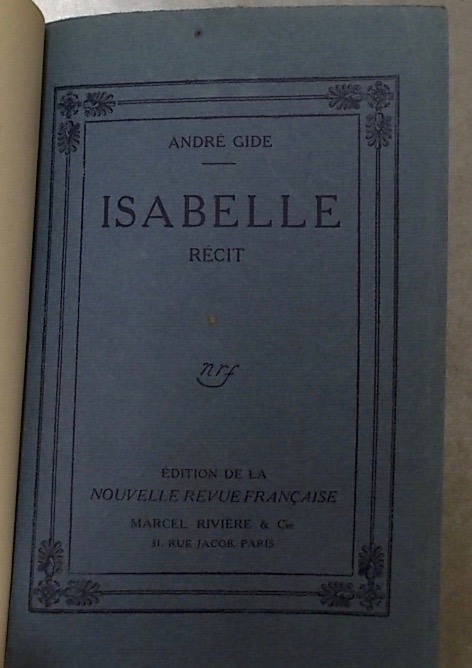 ANDRÉ GIDE
ISABELLE
RÉCIT
nrf
ÉDITION DE LA
NOUVELLE REVUE FRANÇAISE
MARCEL RIVIÈRE & Cie
31, RUE JACOB, PARIS